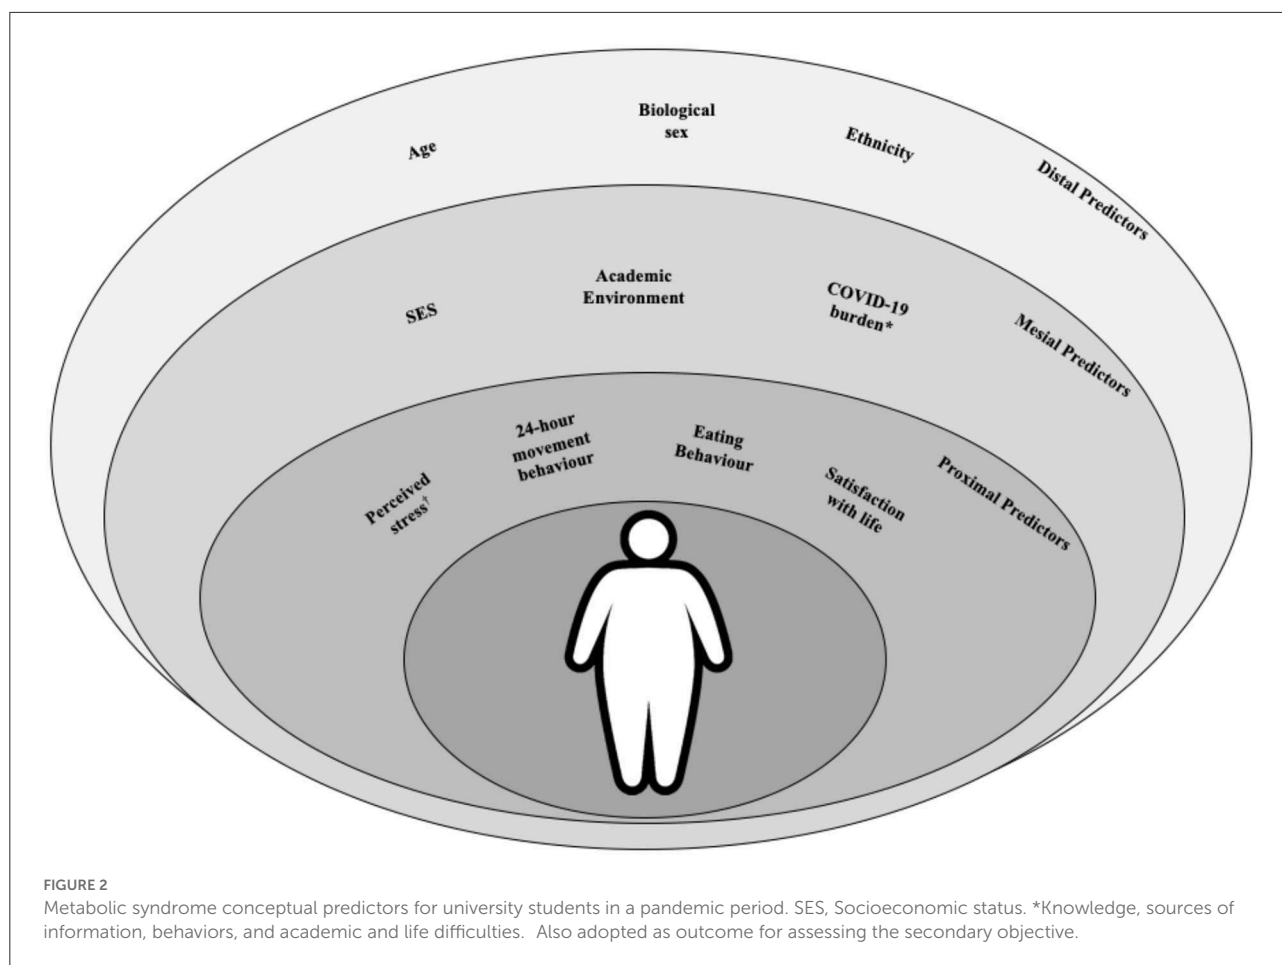 Biological
sex
Age
Ethnicity
Distal Predictors
Academic
Environment
SES
COVID-19
burden*
Mesial Predictors
24-hour
movement
behaviour
Eating
Behaviour
Perceived
stress†
Satisfaction
with life
Proximal Predictors
FIGURE 2
Metabolic syndrome conceptual predictors for university students in a pandemic period. SES, Socioeconomic status. *Knowledge, sources of
information, behaviors, and academic and life difficulties. Also adopted as outcome for assessing the secondary objective.